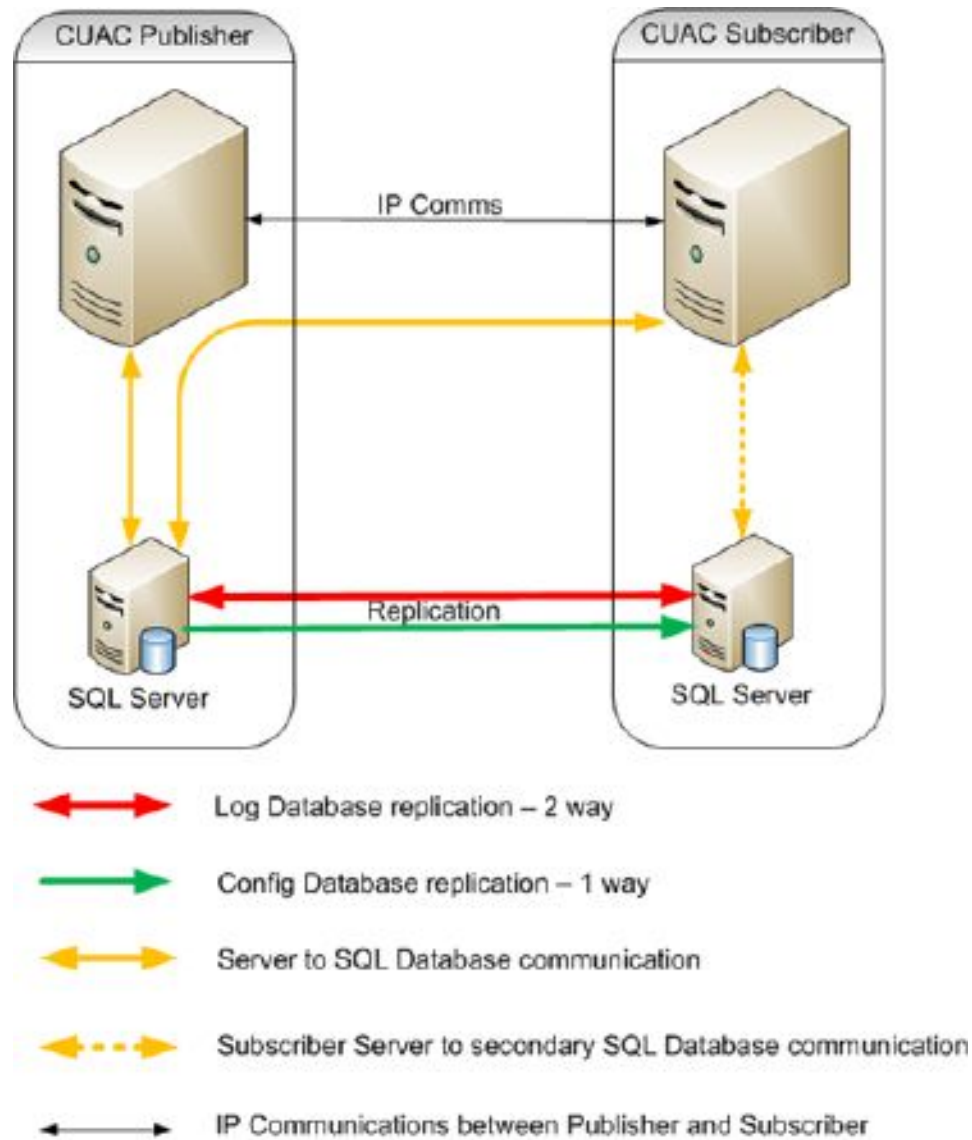 CUAC Publisher
CUAC Subscriber
IP Comms
Replication
SQL Server
SQL Server
Log Database replication – 2 way
Config Database replication – 1 way
Server to SQL Database communication
Subscriber Server to secondary SQL Database communication
IP Communications between Publisher and Subscriber